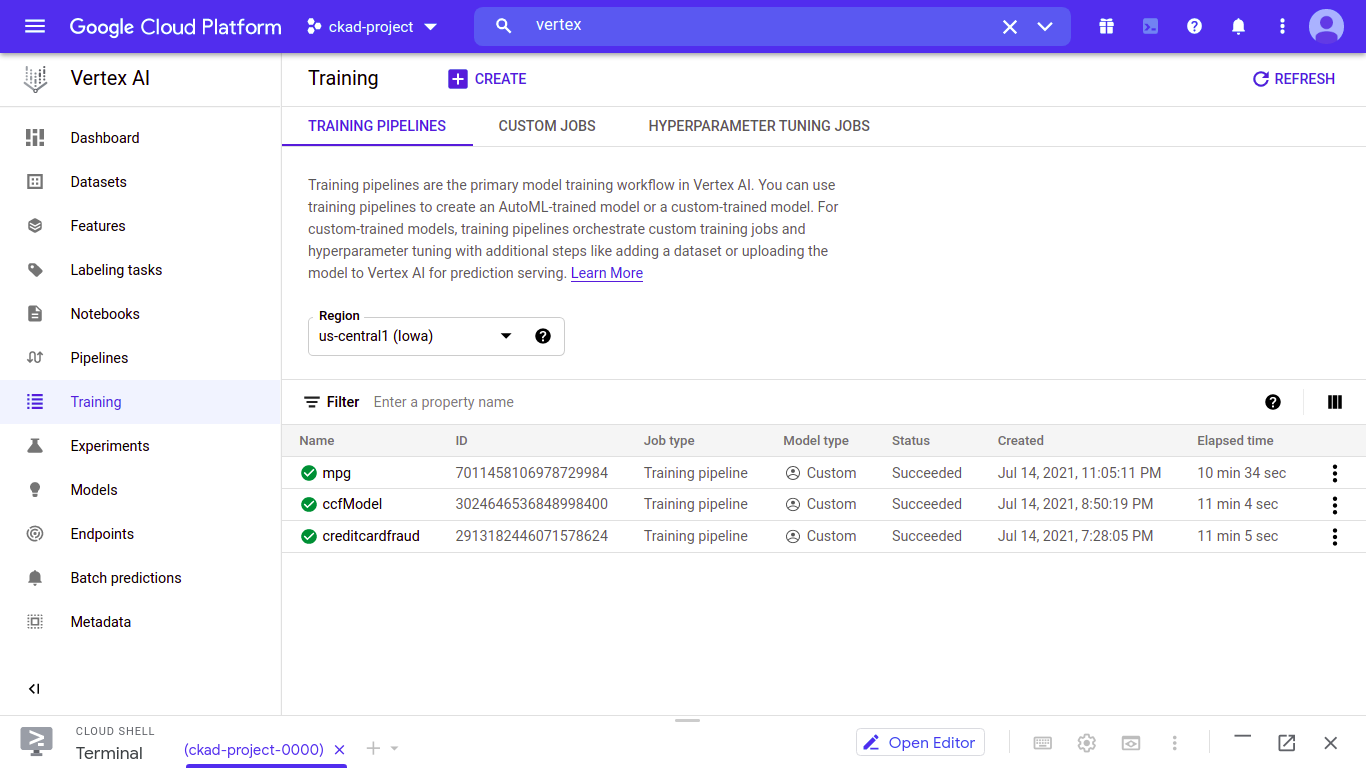 Google Cloud Platform
ckad-project
vertex
Vertex AI
Training
CREATE
REFRESH
Dashboard
Datasets
Features
Labeling tasks
Notebooks
Pipelines
Training
Experiments
Models
Endpoints
Batch predictions
Metadata
TRAINING PIPELINES
CUSTOM JOBS
HYPERPARAMETER TUNING JOBS
Training pipelines are the primary model training workflow in Vertex AI. You can use
training pipelines to create an AutoML-trained model or a custom-trained model. For
custom-trained models, training pipelines orchestrate custom training jobs and
hyperparameter tuning with additional steps like adding a dataset or uploading the
model to Vertex AI for prediction serving. Learn More
Region
us-central1 (Iowa)
Filter Enter a property name
Name ID Job type Model type Status Created Elapsed time
mpg 7011458106978729984 Training pipeline Custom Succeeded Jul 14, 2021, 11:05:11 PM 10 min 34 sec
ccfModel 3024646536848998400 Training pipeline Custom Succeeded Jul 14, 2021, 8:50:19 PM 11 min 4 sec
creditcardfraud 2913182446071578624 Training pipeline Custom Succeeded Jul 14, 2021, 7:28:05 PM 11 min 5 sec
CLOUD SHELL
Terminal
(ckad-project-0000)
Open Editor